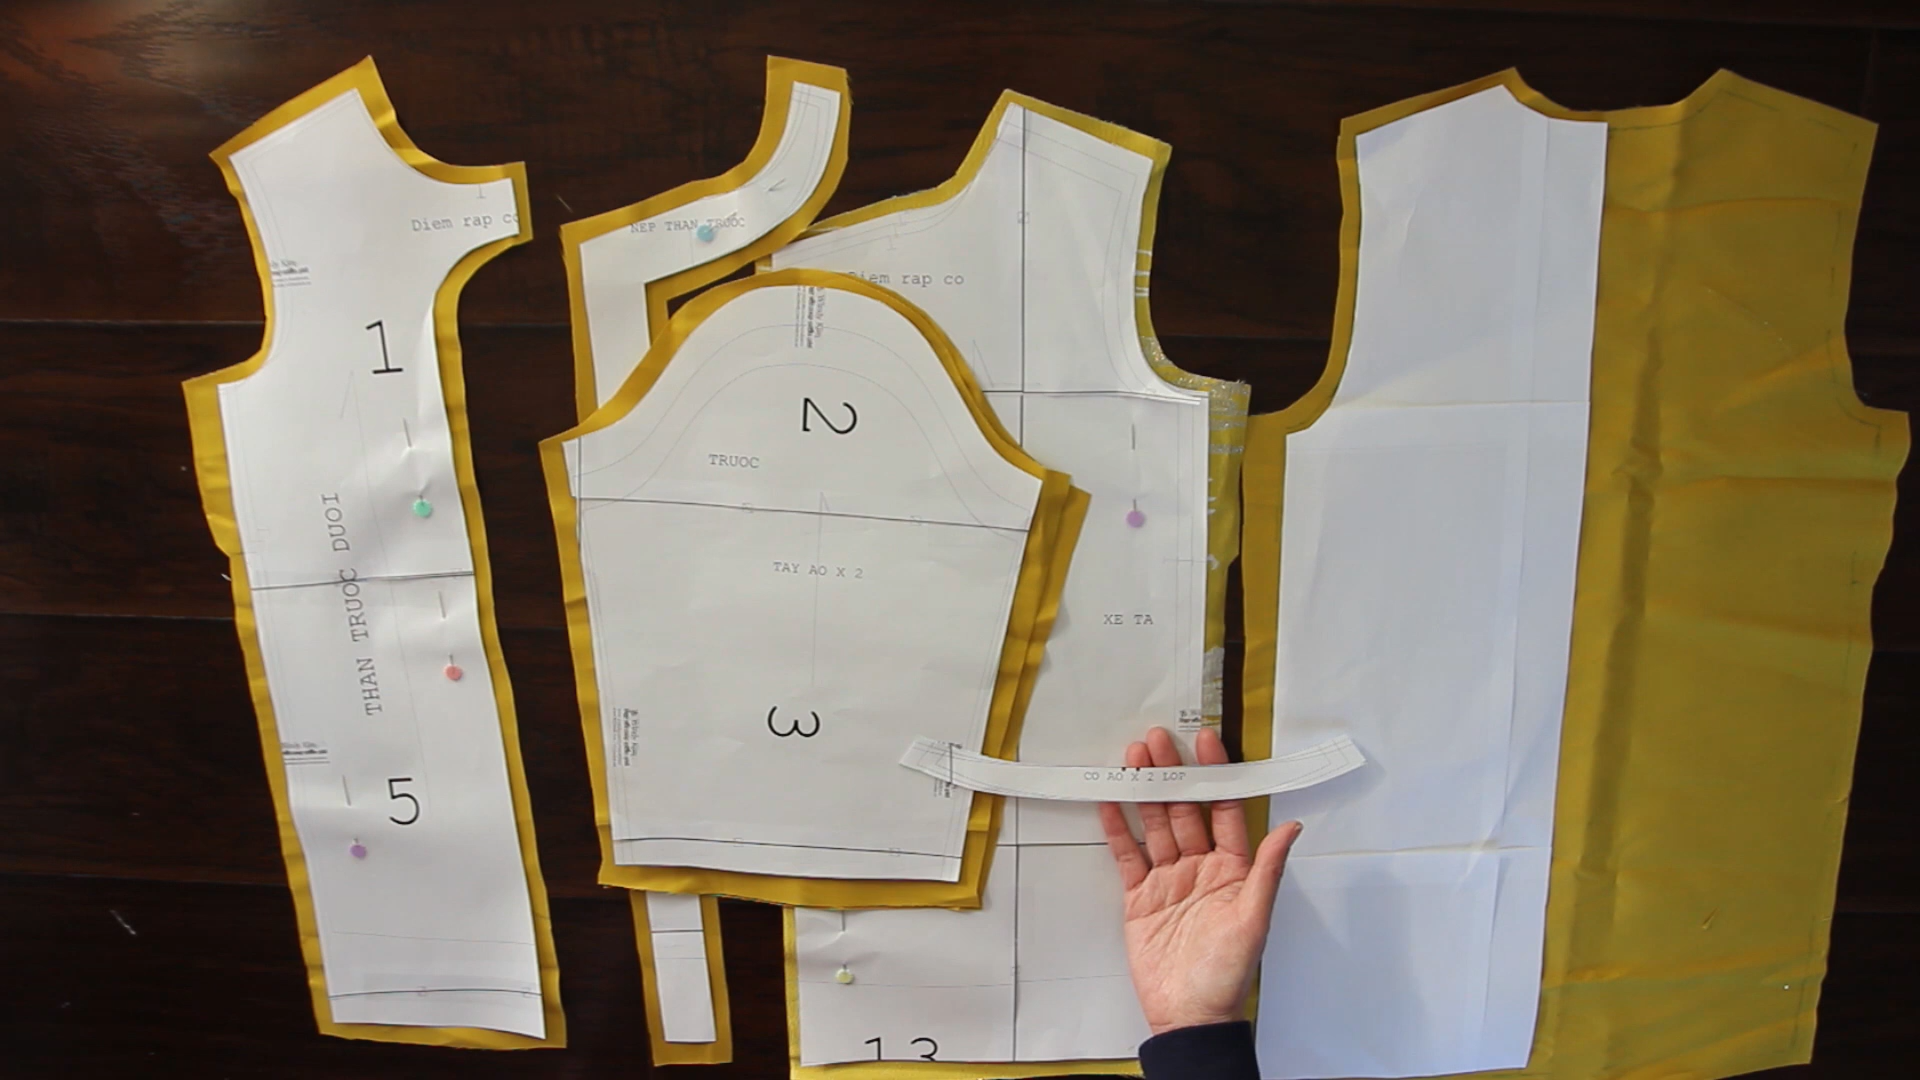 Diem rap co
1
THAN TRUOC DUOI
5
NEP THAN TRUOC
Diem rap co
2
TRUOC
TAY AO X 2
3
XE TA
CO AO X 2 LOP
13